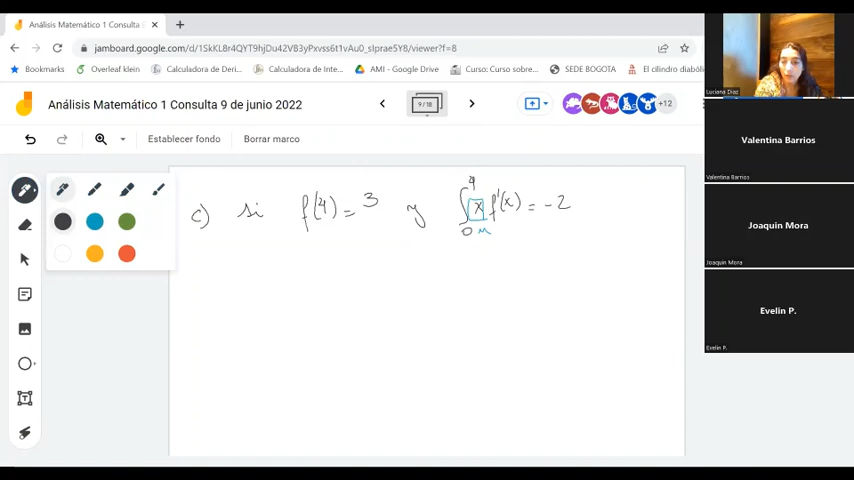 Análisis Matemático 1 Consulta 9
jamboard.google.com/d/1SkKL8r4QYT9hjDu42VB3yPxvss6t1vAu0_slprae5Y8/viewer?f=8
Bookmarks Overleaf klein Calculadora de Deri... Calculadora de Inte... AMI - Google Drive Curso: Curso sobre... SEDE BOGOTA El cilindro diaból
Análisis Matemático 1 Consulta 9 de junio 2022 9 / 18 +12
Establecer fondo Borrar marco
c) si f(4) = 3 y ∫₀⁴ x f'(x) = -2
u
Luciana Diaz
Valentina Barrios
Valentina Barrios
Joaquin Mora
Joaquin Mora
Evelin P.
Evelin P.